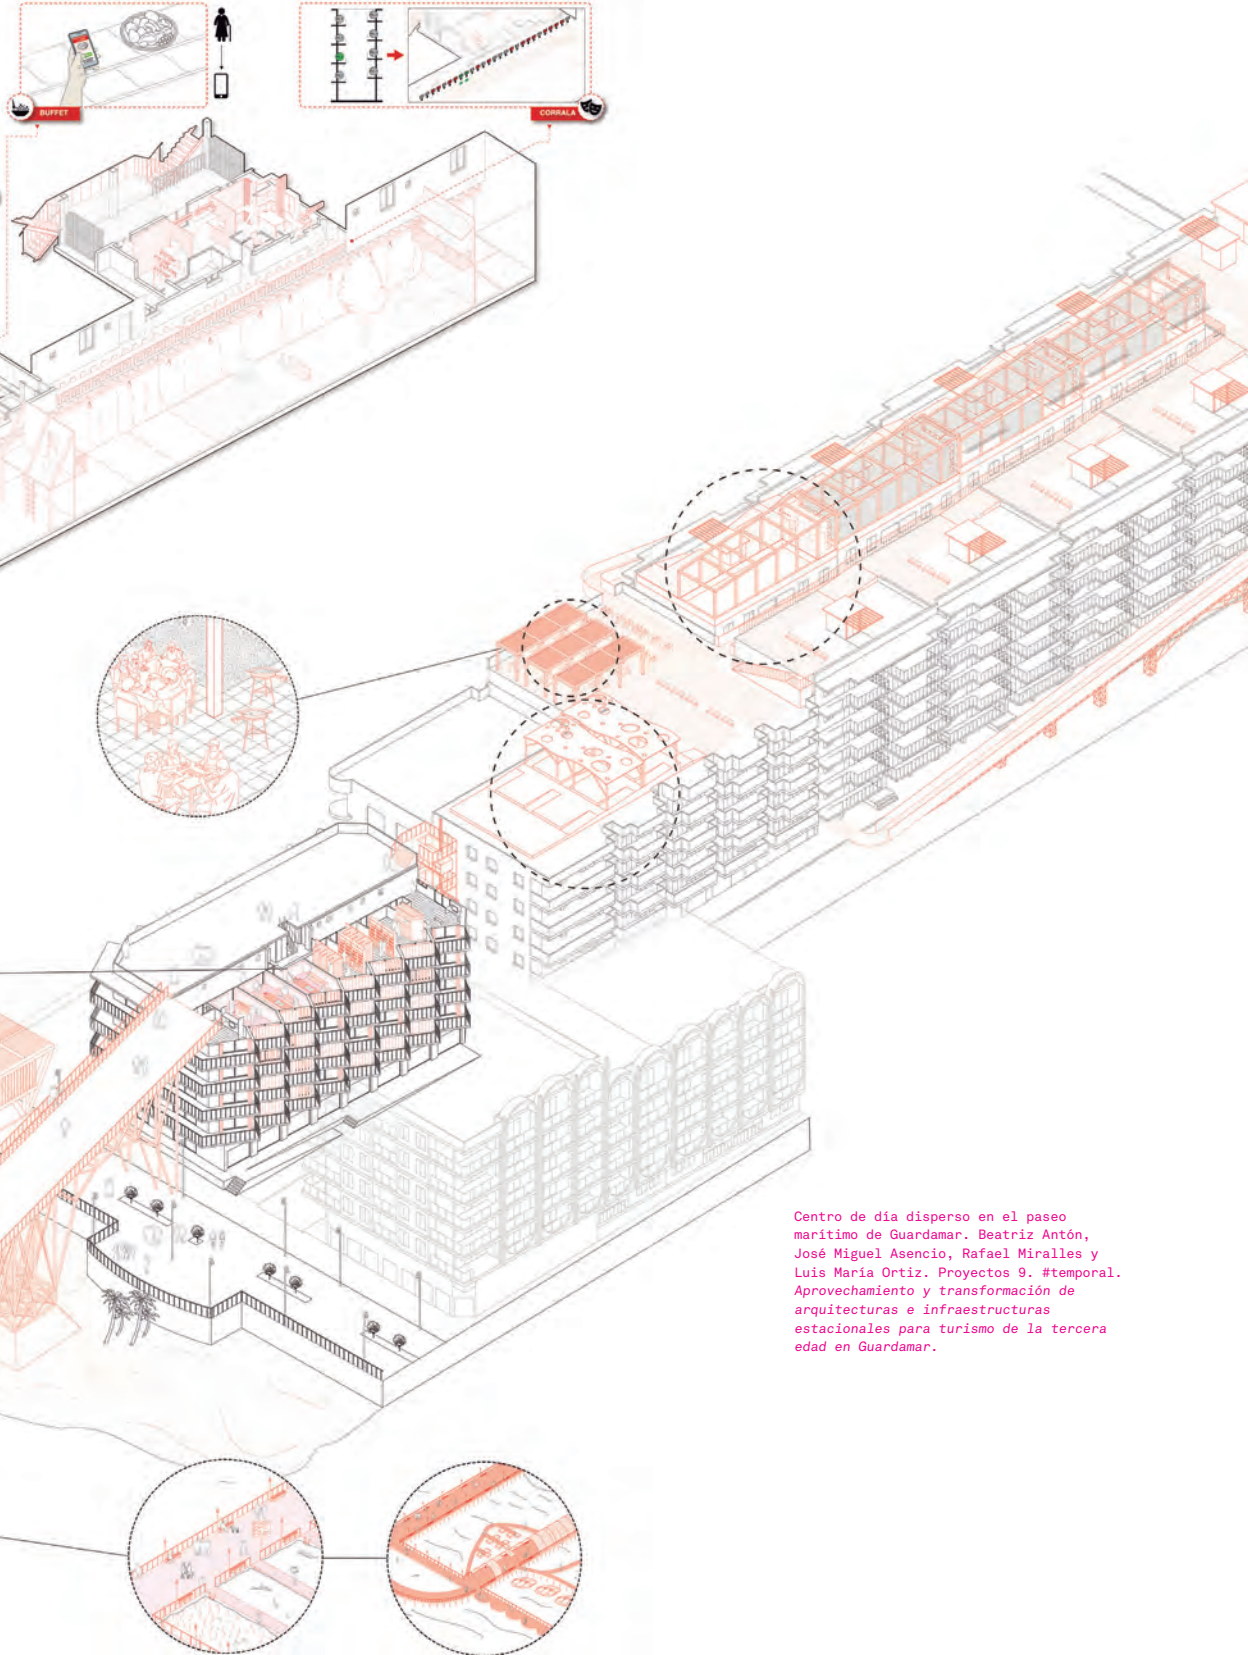 BUFFET
CORRALA
Centro de día disperso en el paseo
marítimo de Guardamar. Beatriz Antón,
José Miguel Asencio, Rafael Miralles y
Luis María Ortiz. Proyectos 9. #temporal.
Aprovechamiento y transformación de
arquitecturas e infraestructuras
estacionales para turismo de la tercera
edad en Guardamar.